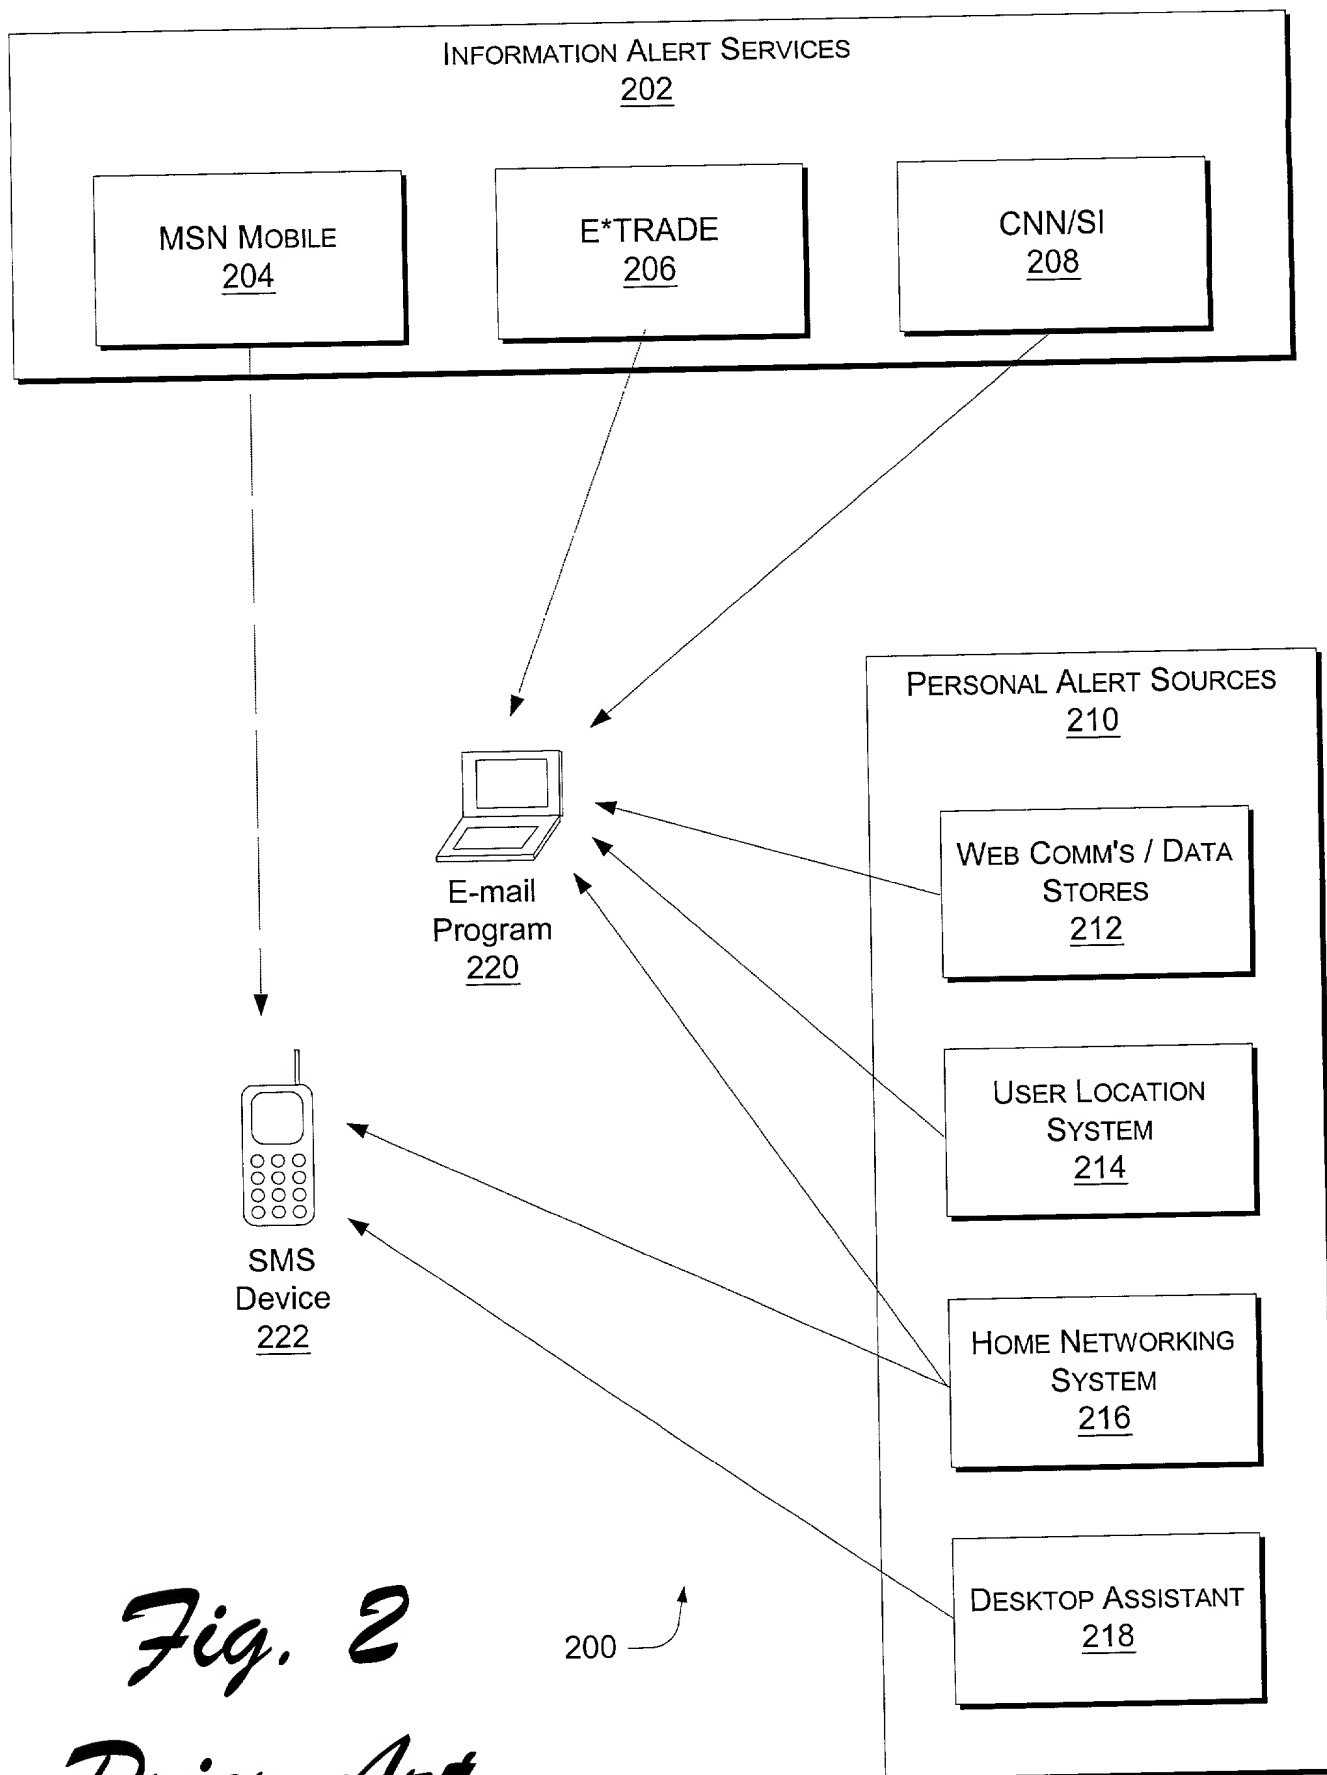 INFORMATION ALERT SERVICES
202
MSN MOBILE
204
E*TRADE
206
CNN/SI
208
PERSONAL ALERT SOURCES
210
WEB COMM'S / DATA
STORES
212
E-mail
Program
220
USER LOCATION
SYSTEM
214
SMS
Device
222
HOME NETWORKING
SYSTEM
216
DESKTOP ASSISTANT
218
Fig. 2
200
Prior Art